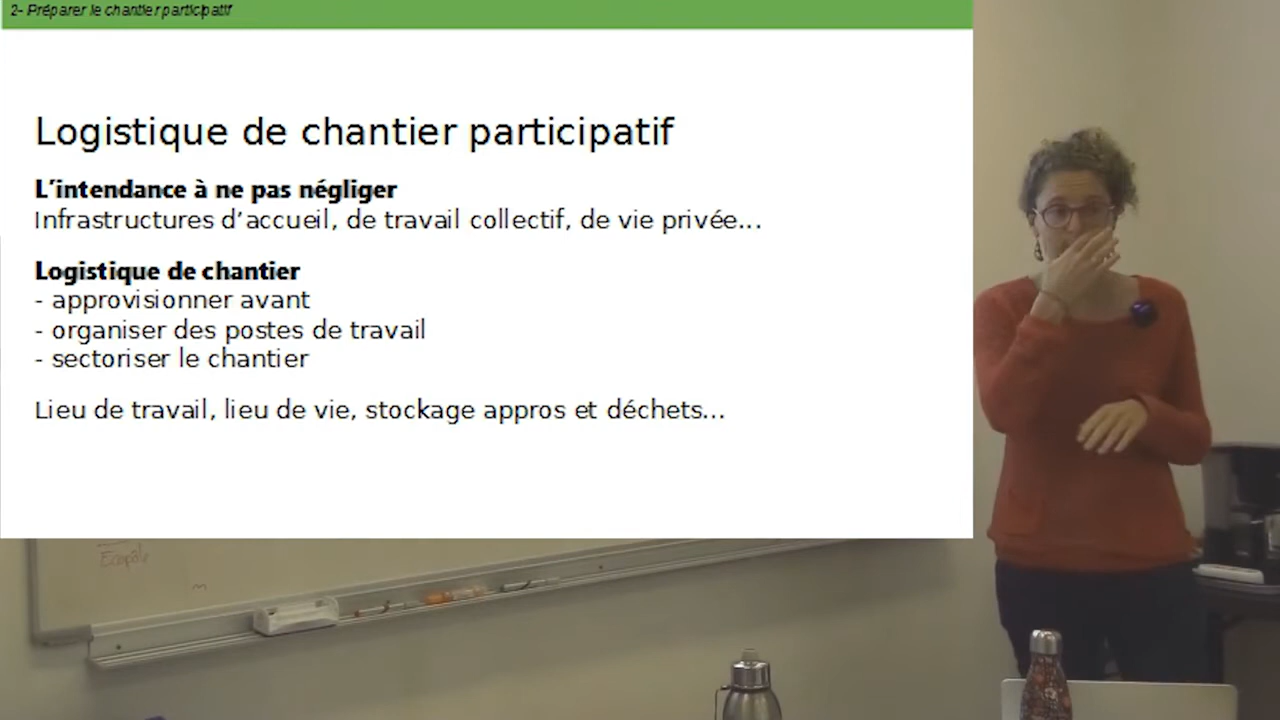 2- Préparer le chantier participatif
Logistique de chantier participatif
L'intendance à ne pas négliger
Infrastructures d'accueil, de travail collectif, de vie privée...
Logistique de chantier
- approvisionner avant
- organiser des postes de travail
- sectoriser le chantier
Lieu de travail, lieu de vie, stockage appros et déchets...
Ecopôle